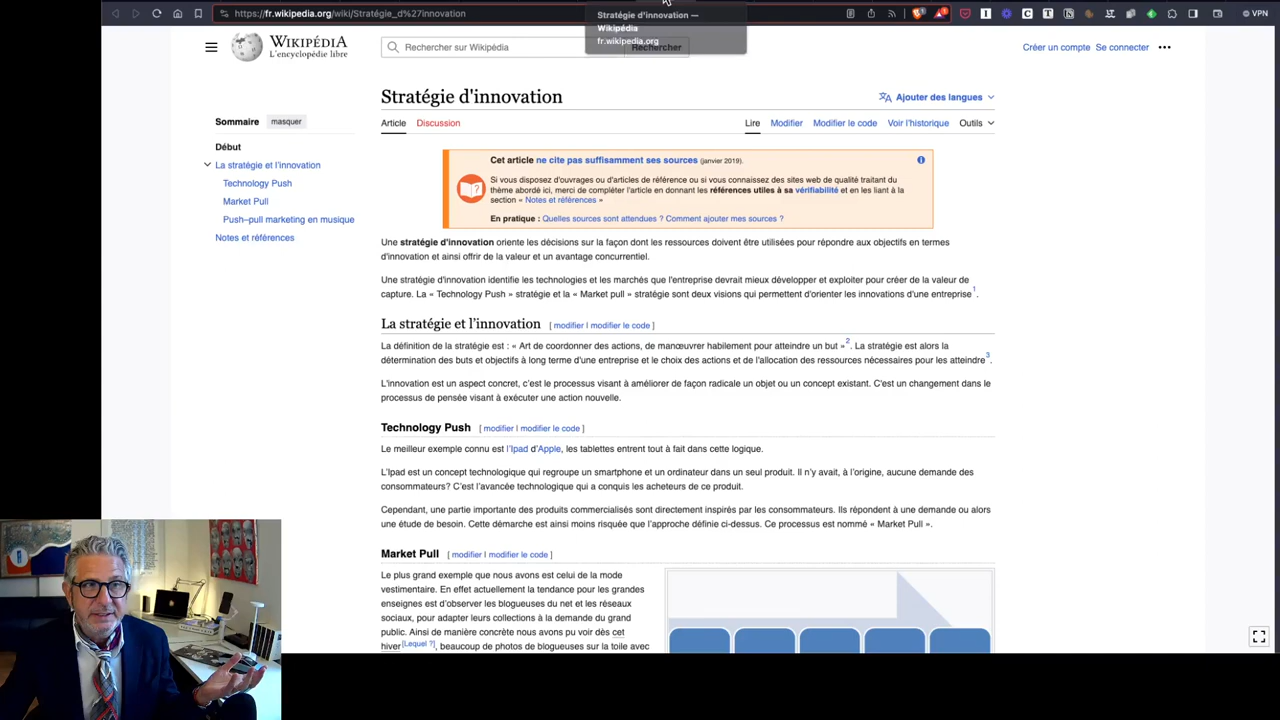 https://fr.wikipedia.org/wiki/Stratégie_d%27innovation
VPN
Stratégie d'innovation —
Wikipédia
fr.wikipedia.org
WIKIPÉDIA
L'encyclopédie libre
Rechercher sur Wikipédia
Rechercher
Créer un compte Se connecter
Stratégie d'innovation
Ajouter des langues
Sommaire masquer
Article Discussion
Lire Modifier Modifier le code Voir l'historique Outils
Début
La stratégie et l'innovation
Technology Push
Market Pull
Push–pull marketing en musique
Notes et références
Cet article ne cite pas suffisamment ses sources (janvier 2019).
Si vous disposez d'ouvrages ou d'articles de référence ou si vous connaissez des sites web de qualité traitant du
thème abordé ici, merci de compléter l'article en donnant les références utiles à sa vérifiabilité et en les liant à la
section « Notes et références »
En pratique : Quelles sources sont attendues ? Comment ajouter mes sources ?
Une stratégie d'innovation oriente les décisions sur la façon dont les ressources doivent être utilisées pour répondre aux objectifs en termes
d'innovation et ainsi offrir de la valeur et un avantage concurrentiel.
Une stratégie d'innovation identifie les technologies et les marchés que l'entreprise devrait mieux développer et exploiter pour créer de la valeur de
capture. La « Technology Push » stratégie et la « Market pull » stratégie sont deux visions qui permettent d'orienter les innovations d'une entreprise 1.
La stratégie et l'innovation [ modifier | modifier le code ]
La définition de la stratégie est : « Art de coordonner des actions, de manœuvrer habilement pour atteindre un but »2. La stratégie est alors la
détermination des buts et objectifs à long terme d'une entreprise et le choix des actions et de l'allocation des ressources nécessaires pour les atteindre3.
L'innovation est un aspect concret, c'est le processus visant à améliorer de façon radicale un objet ou un concept existant. C'est un changement dans le
processus de pensée visant à exécuter une action nouvelle.
Technology Push [ modifier | modifier le code ]
Le meilleur exemple connu est l'Ipad d'Apple, les tablettes entrent tout à fait dans cette logique.
L'Ipad est un concept technologique qui regroupe un smartphone et un ordinateur dans un seul produit. Il n'y avait, à l'origine, aucune demande des
consommateurs? C'est l'avancée technologique qui a conquis les acheteurs de ce produit.
Cependant, une partie importante des produits commercialisés sont directement inspirés par les consommateurs. Ils répondent à une demande ou alors
une étude de besoin. Cette démarche est ainsi moins risquée que l'approche définie ci-dessus. Ce processus est nommé « Market Pull ».
Market Pull [ modifier | modifier le code ]
Le plus grand exemple que nous avons est celui de la mode
vestimentaire. En effet actuellement la tendance pour les grandes
enseignes est d'observer les blogueuses du net et les réseaux
sociaux, pour adapter leurs collections à la demande du grand
public. Ainsi de manière concrète nous avons pu voir dès cet
hiver[Lequel ?], beaucoup de photos de blogueuses sur la toile avec